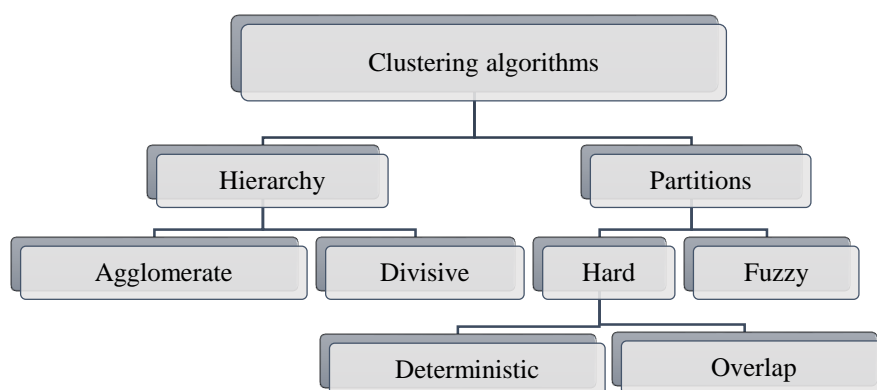 Clustering algorithms
Hierarchy
Partitions
Agglomerate
Divisive
Hard
Fuzzy
Deterministic
Overlap